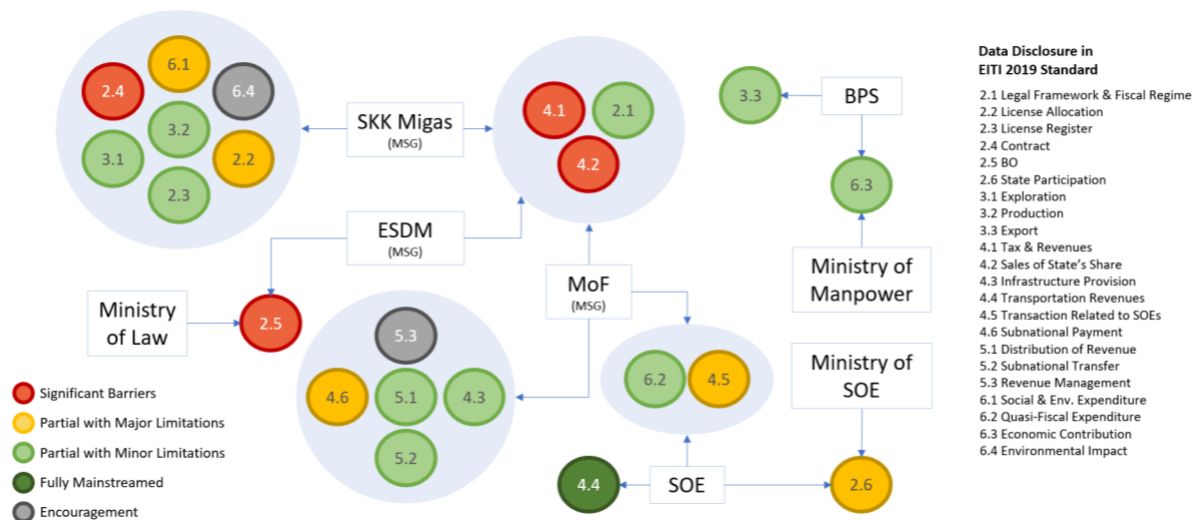 6.1
2.4
6.4
3.2
3.1
2.2
2.3
SKK Migas
(MSG)
4.1
2.1
4.2
3.3
BPS
6.3
ESDM
(MSG)
MoF
(MSG)
Ministry of
Manpower
Ministry
of Law
2.5
5.3
4.6
5.1
4.3
5.2
6.2
4.5
Ministry of
SOE
4.4
SOE
2.6
Significant Barriers
Partial with Major Limitations
Partial with Minor Limitations
Fully Mainstreamed
Encouragement
Data Disclosure in
EITI 2019 Standard
2.1 Legal Framework & Fiscal Regime
2.2 License Allocation
2.3 License Register
2.4 Contract
2.5 BO
2.6 State Participation
3.1 Exploration
3.2 Production
3.3 Export
4.1 Tax & Revenues
4.2 Sales of State's Share
4.3 Infrastructure Provision
4.4 Transportation Revenues
4.5 Transaction Related to SOEs
4.6 Subnational Payment
5.1 Distribution of Revenue
5.2 Subnational Transfer
5.3 Revenue Management
6.1 Social & Env. Expenditure
6.2 Quasi-Fiscal Expenditure
6.3 Economic Contribution
6.4 Environmental Impact